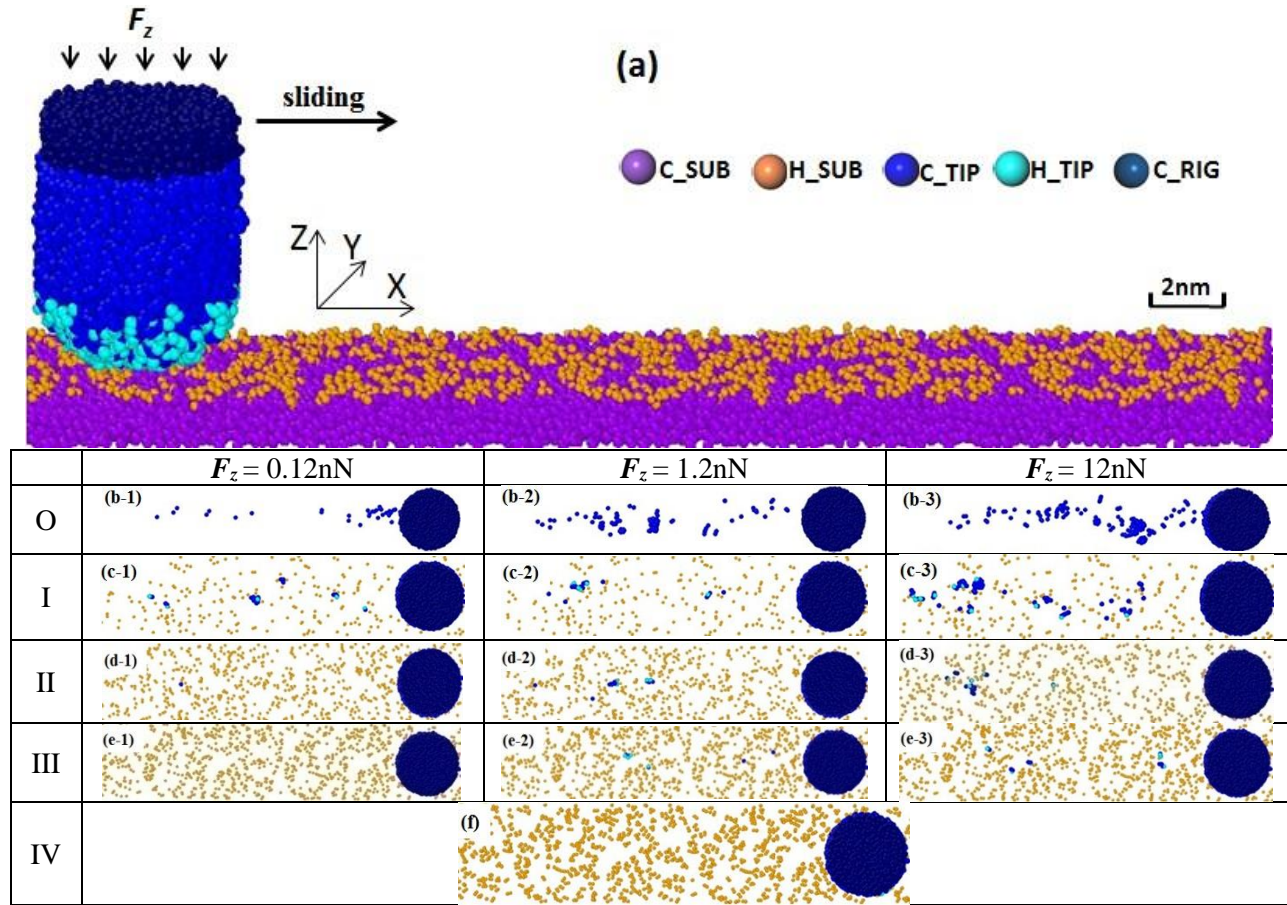 F_z
(a)
sliding
C_SUB H_SUB C_TIP H_TIP C_RIG
Z
Y
X
2nm
F_z = 0.12nN F_z = 1.2nN F_z = 12nN
O (b-1) (b-2) (b-3)
I (c-1) (c-2) (c-3)
II (d-1) (d-2) (d-3)
III (e-1) (e-2) (e-3)
IV (f)